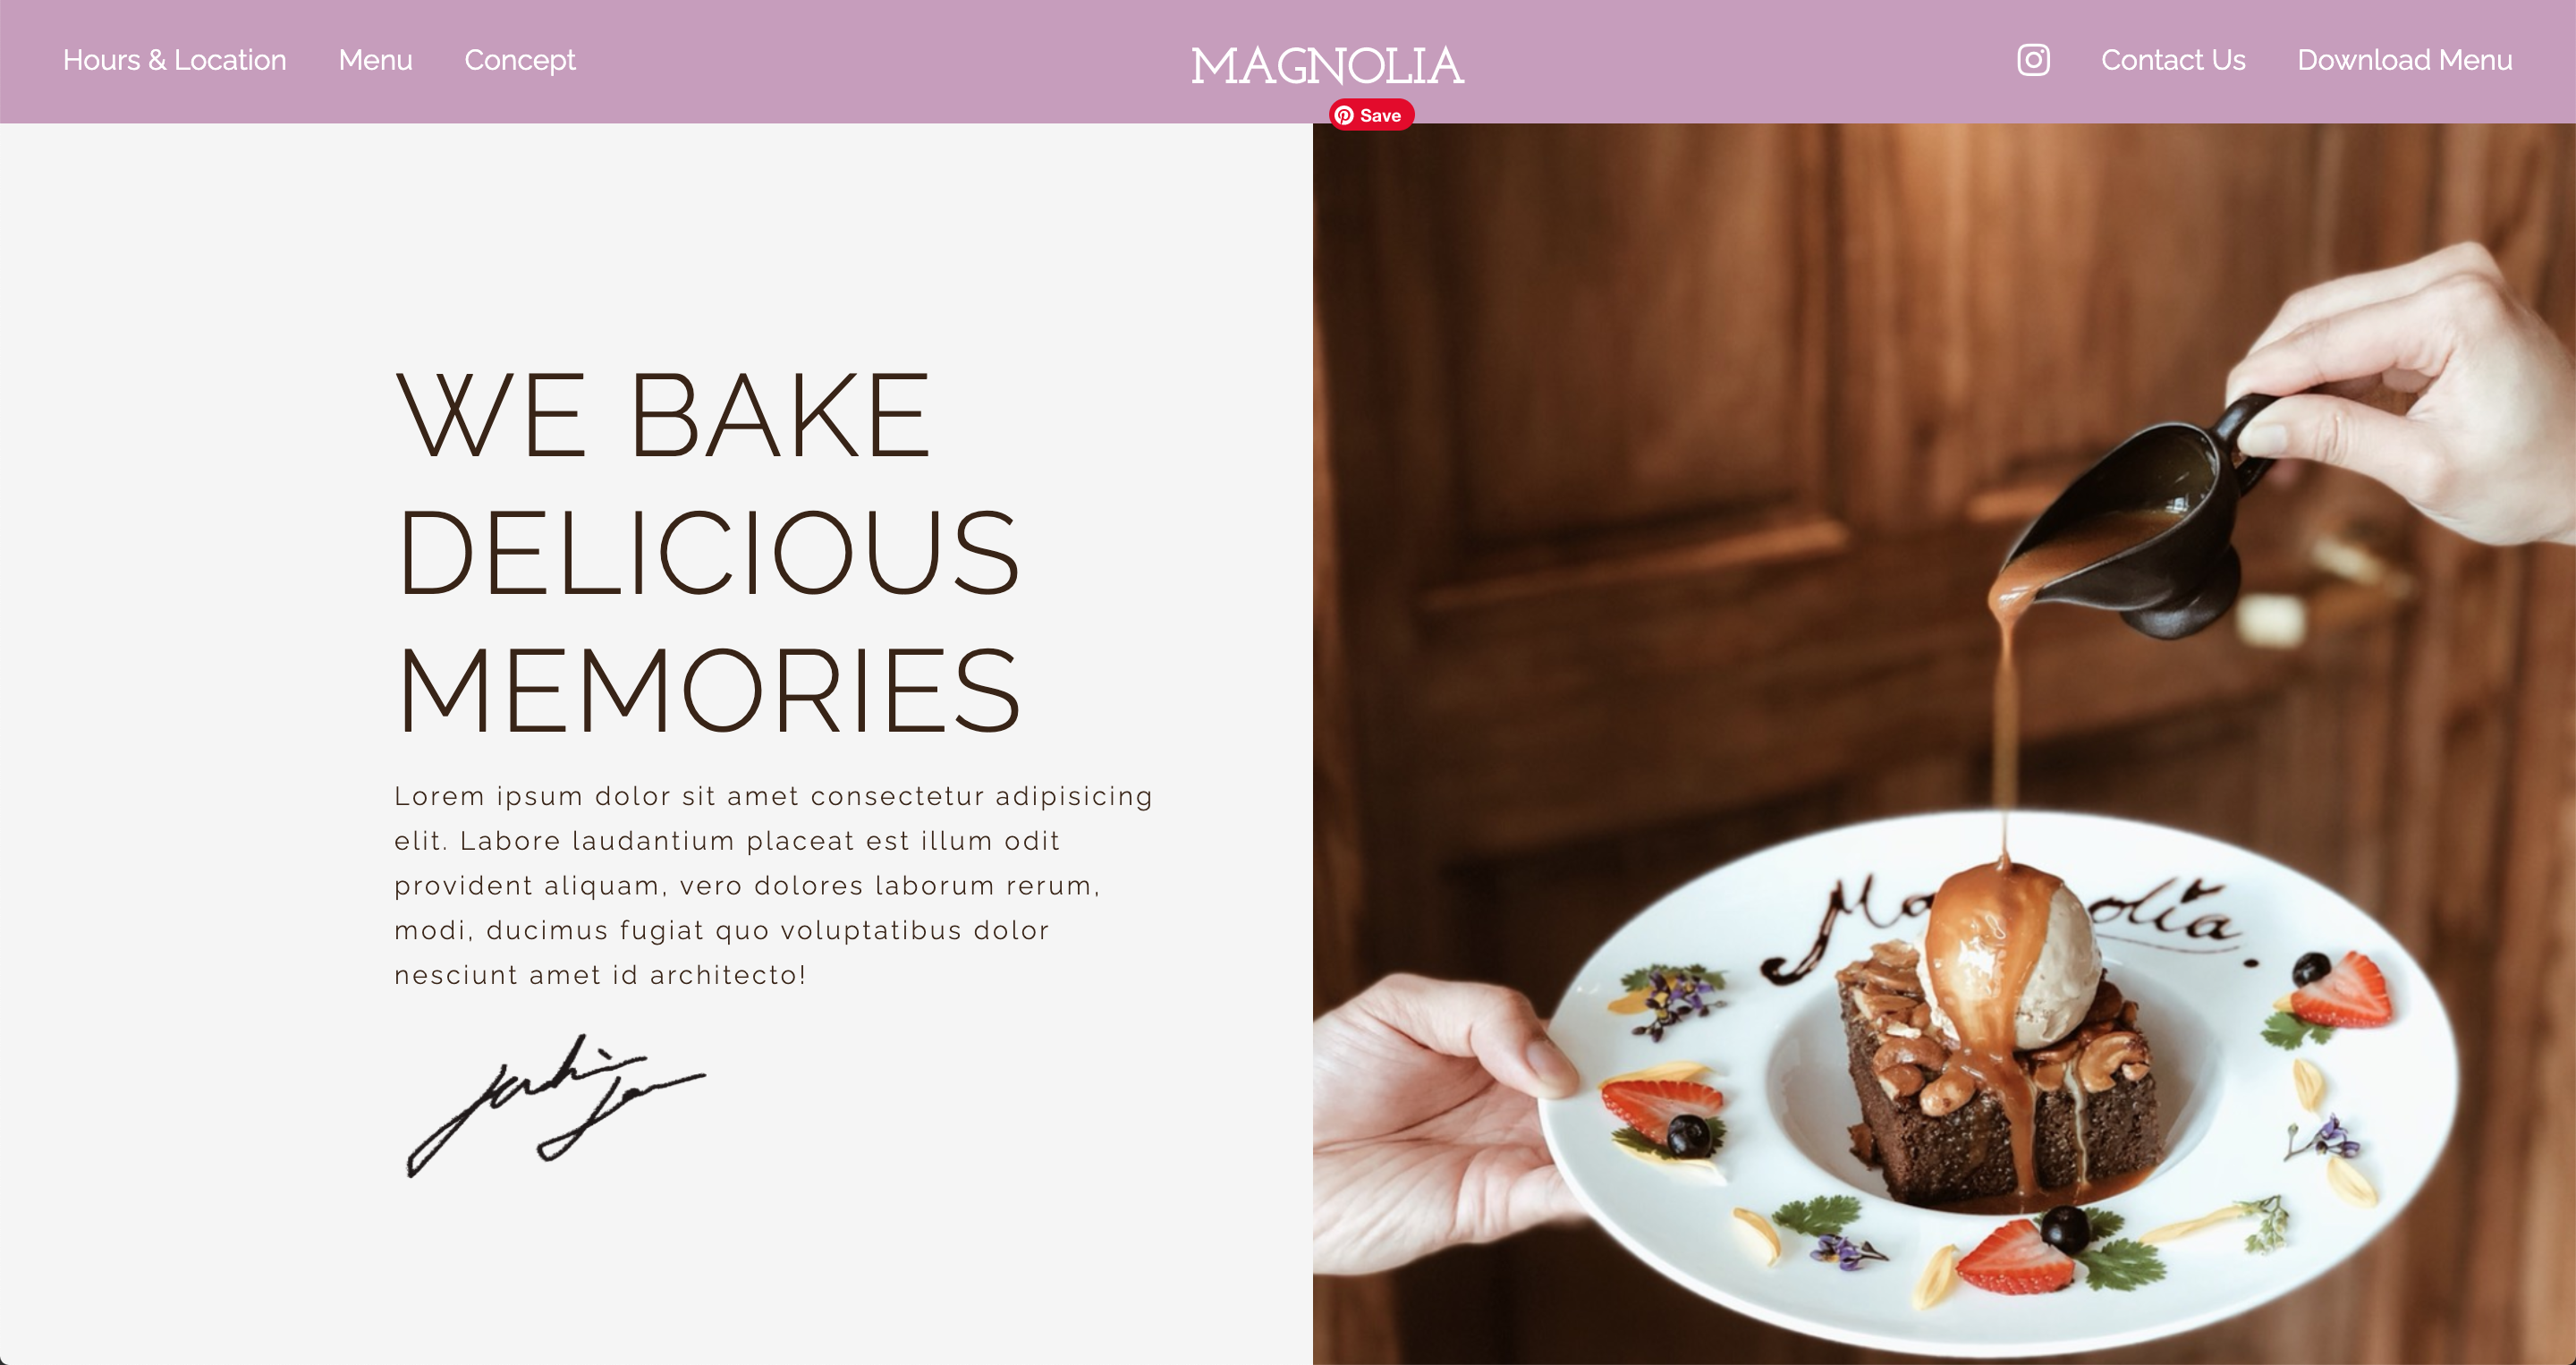 Hours & Location Menu Concept MAGNOLIA Contact Us Download Menu
Save
WE BAKE
DELICIOUS
MEMORIES
Lorem ipsum dolor sit amet consectetur adipisicing
elit. Labore laudantium placeat est illum odit
provident aliquam, vero dolores laborum rerum,
modi, ducimus fugiat quo voluptatibus dolor
nesciunt amet id architecto!